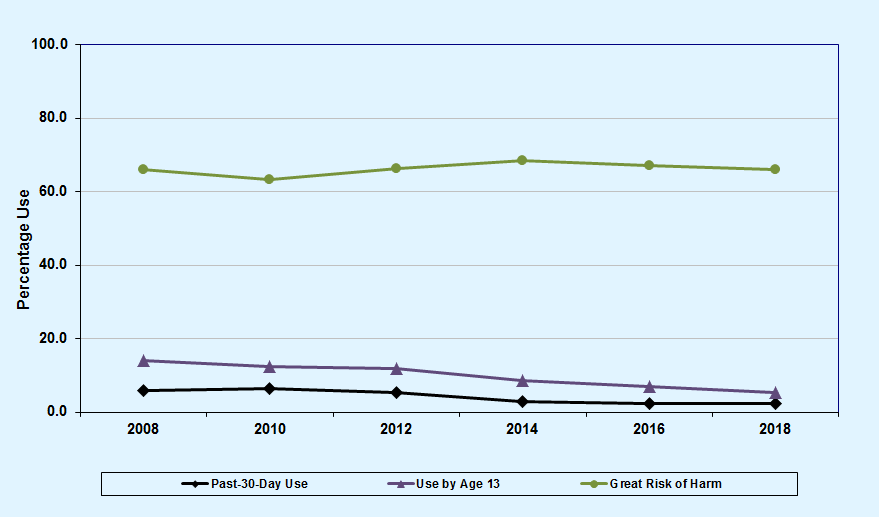 100.0
80.0
60.0
40.0
20.0
0.0
Percentage Use
2008 2010 2012 2014 2016 2018
Past-30-Day Use Use by Age 13 Great Risk of Harm